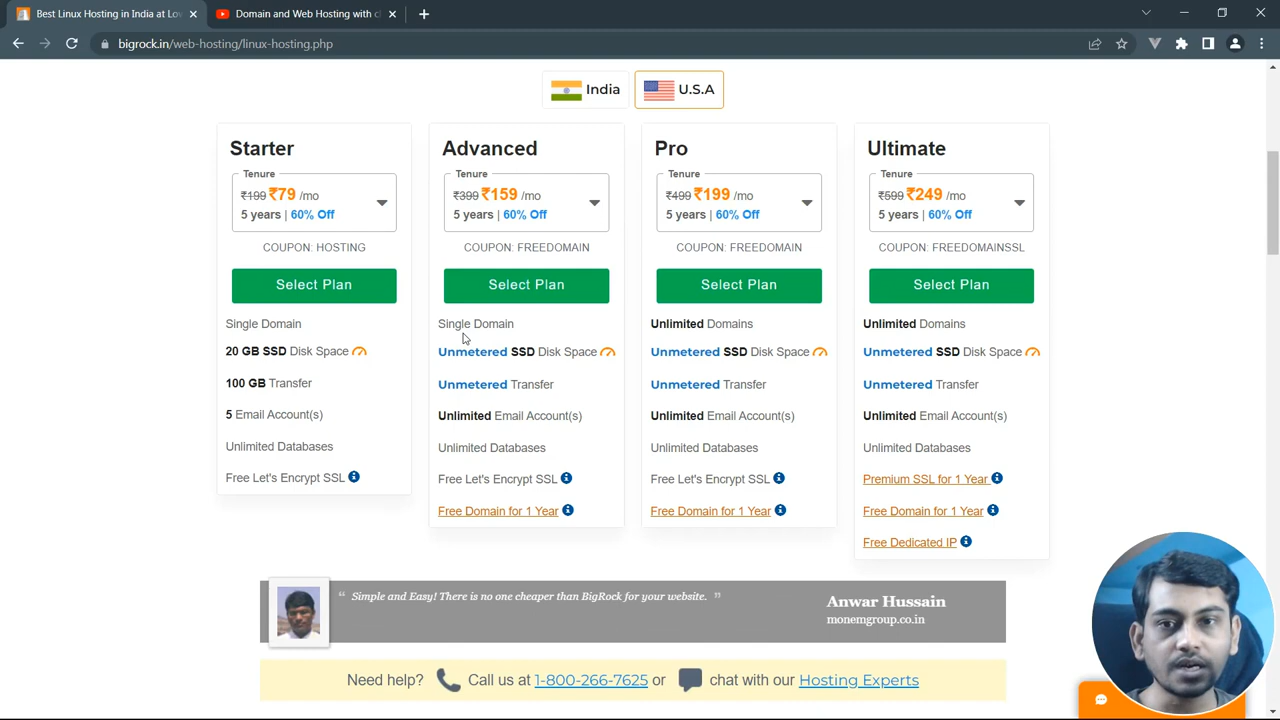 Best Linux Hosting in India at Lo
Domain and Web Hosting with c
bigrock.in/web-hosting/linux-hosting.php
India
U.S.A
Starter
Tenure
₹199 ₹79 /mo
5 years | 60% Off
COUPON: HOSTING
Select Plan
Single Domain
20 GB SSD Disk Space
100 GB Transfer
5 Email Account(s)
Unlimited Databases
Free Let's Encrypt SSL
Advanced
Tenure
₹399 ₹159 /mo
5 years | 60% Off
COUPON: FREEDOMAIN
Select Plan
Single Domain
Unmetered SSD Disk Space
Unmetered Transfer
Unlimited Email Account(s)
Unlimited Databases
Free Let's Encrypt SSL
Free Domain for 1 Year
Pro
Tenure
₹499 ₹199 /mo
5 years | 60% Off
COUPON: FREEDOMAIN
Select Plan
Unlimited Domains
Unmetered SSD Disk Space
Unmetered Transfer
Unlimited Email Account(s)
Unlimited Databases
Free Let's Encrypt SSL
Free Domain for 1 Year
Ultimate
Tenure
₹599 ₹249 /mo
5 years | 60% Off
COUPON: FREEDOMAINSSL
Select Plan
Unlimited Domains
Unmetered SSD Disk Space
Unmetered Transfer
Unlimited Email Account(s)
Unlimited Databases
Premium SSL for 1 Year
Free Domain for 1 Year
Free Dedicated IP
“ Simple and Easy! There is no one cheaper than BigRock for your website. ”
Anwar Hussain
monemgroup.co.in
Need help? Call us at 1-800-266-7625 or chat with our Hosting Experts